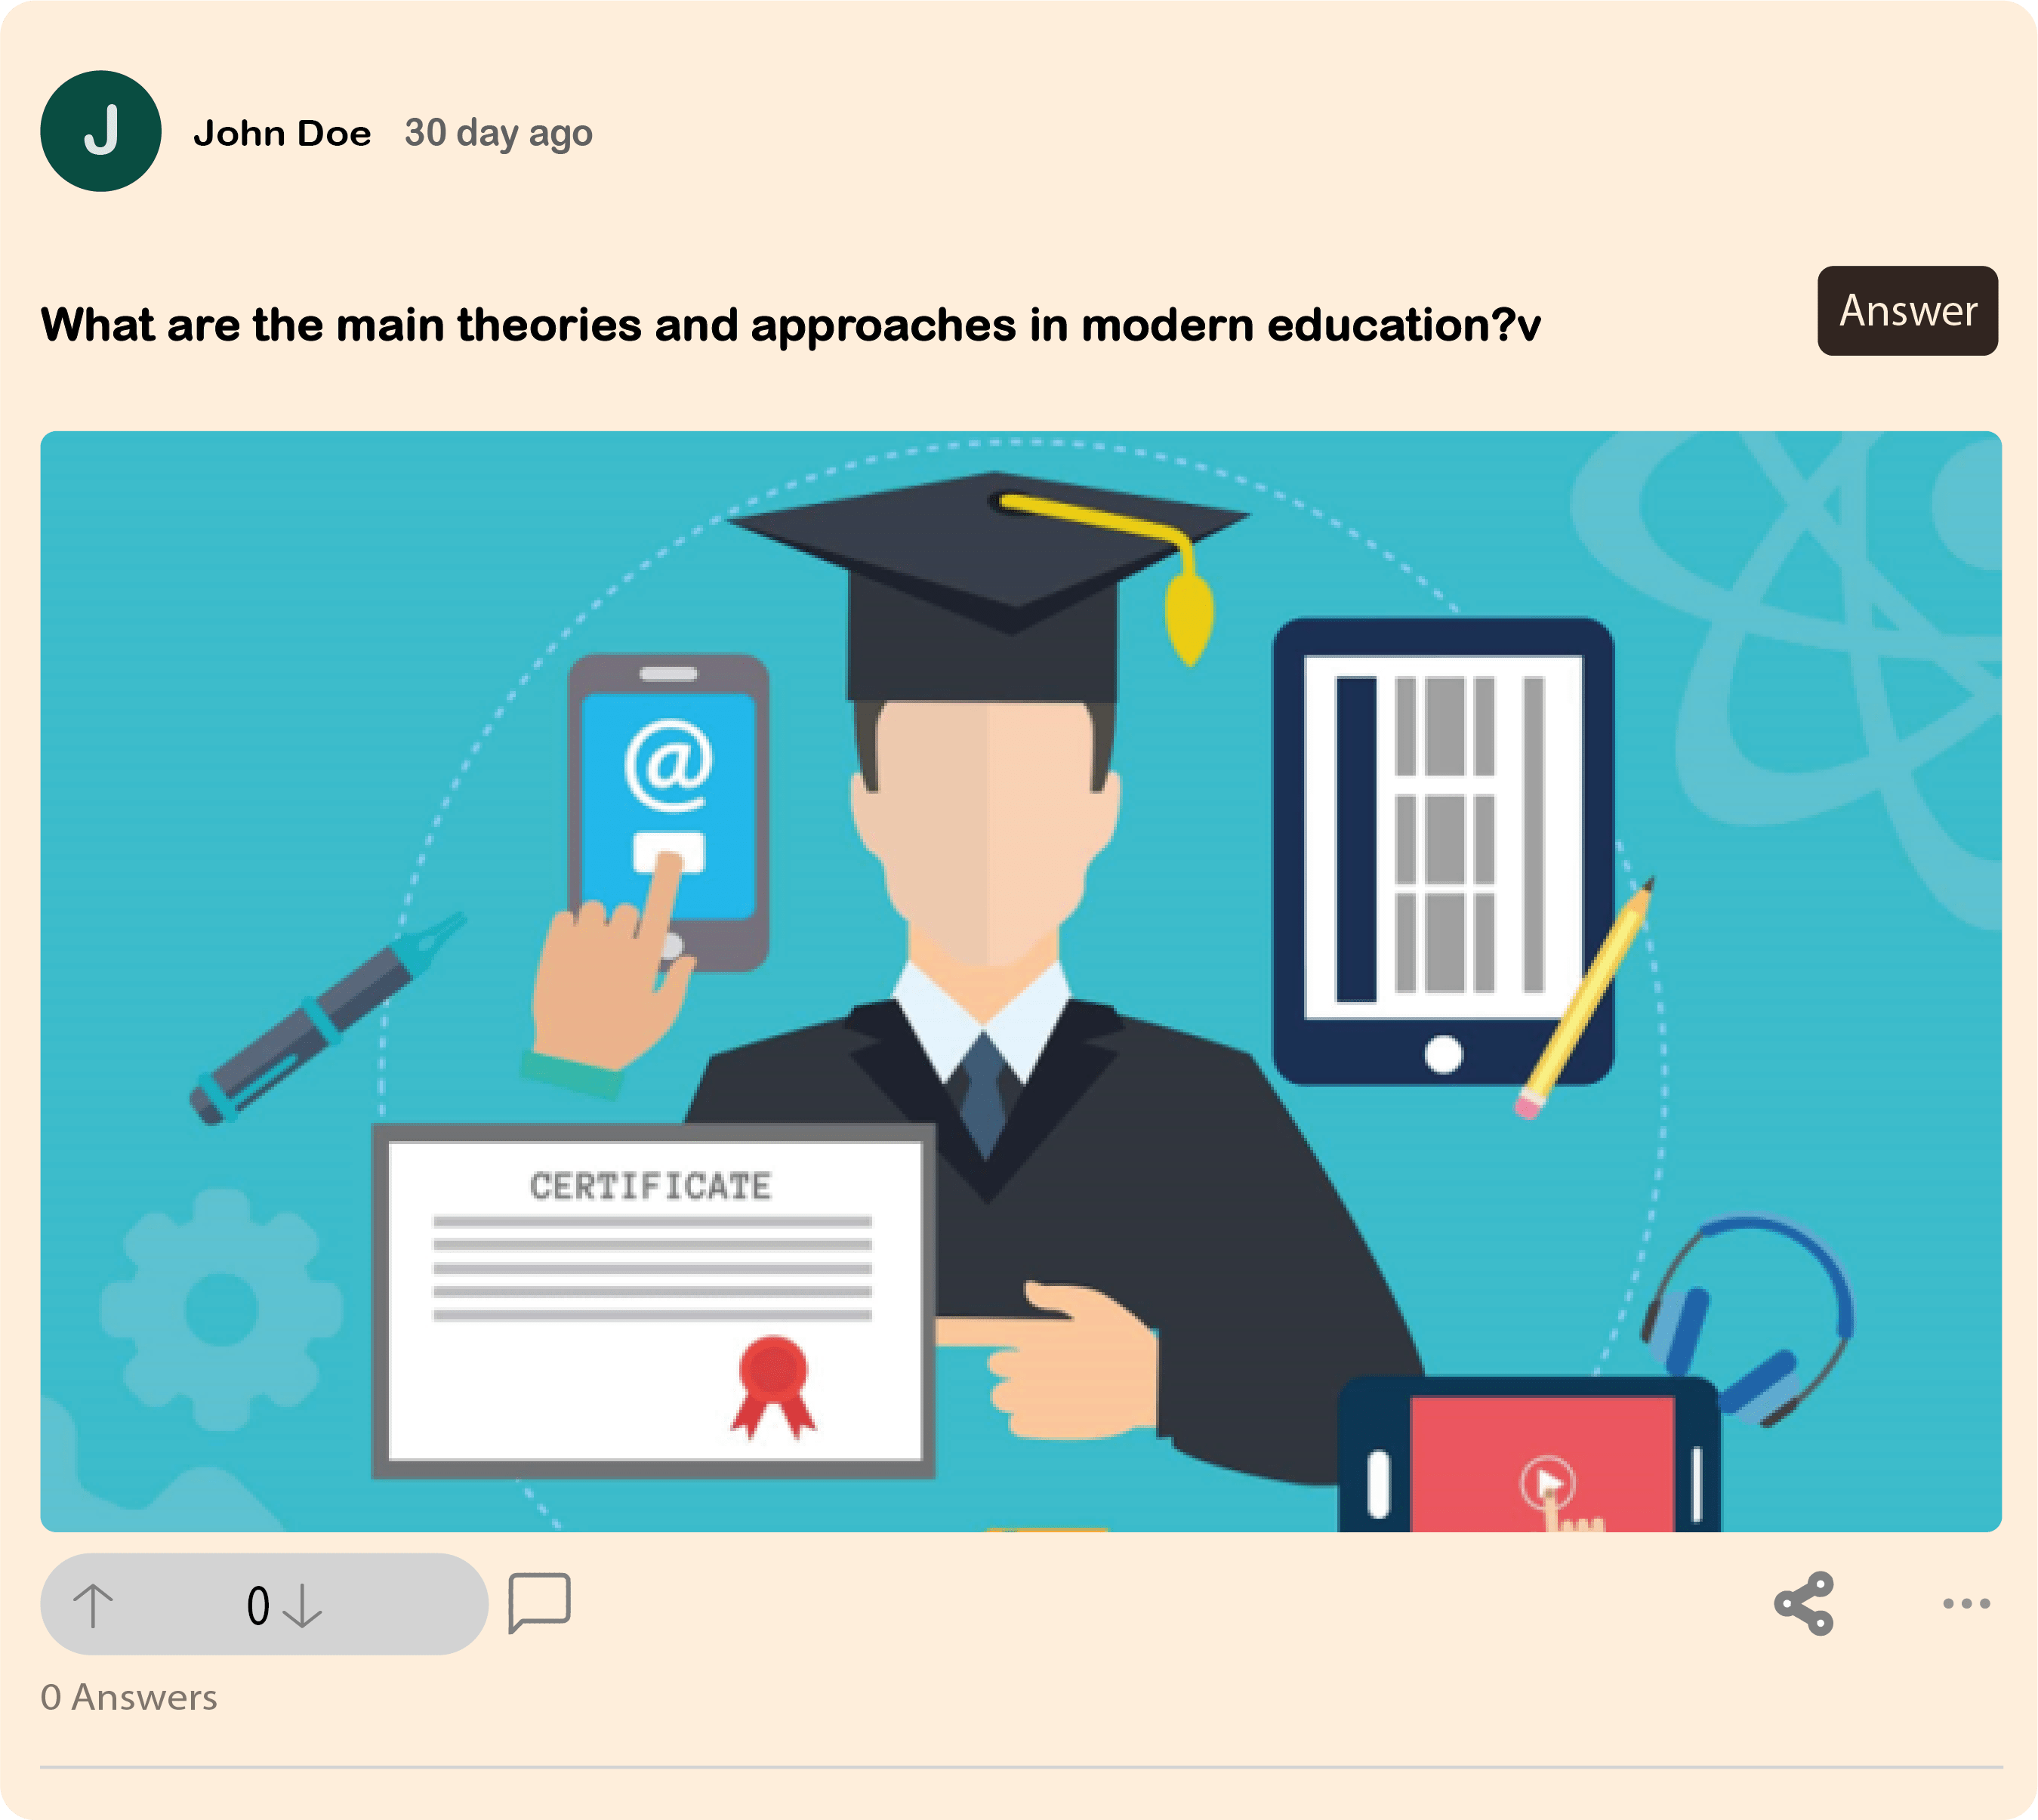 J
John Doe 30 day ago
What are the main theories and approaches in modern education?v
Answer
@
CERTIFICATE
0
0 Answers